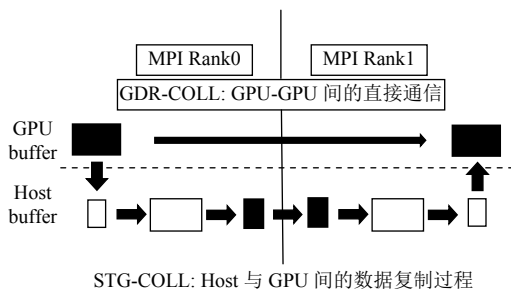 MPI Rank0
MPI Rank1
GDR-COLL: GPU-GPU 间的直接通信
GPU
buffer
Host
buffer
STG-COLL: Host 与 GPU 间的数据复制过程